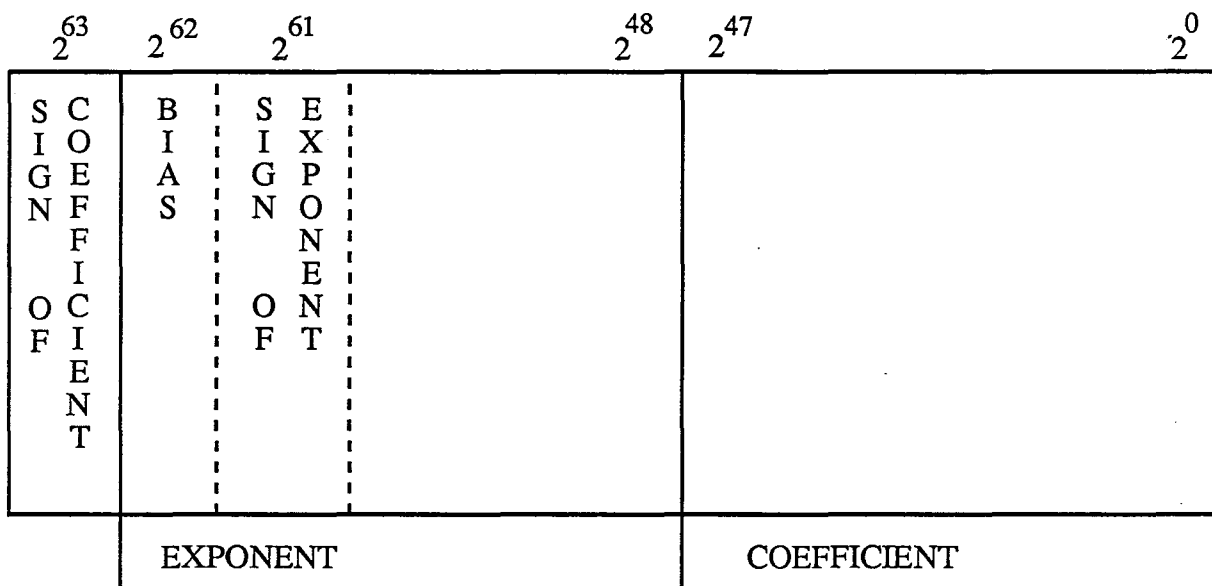 2^63 2^62 2^61 2^48 2^47 2^0
SIGN OF
COEFFICIENT
BIAS
SIGN OF
EXPONENT
EXPONENT COEFFICIENT